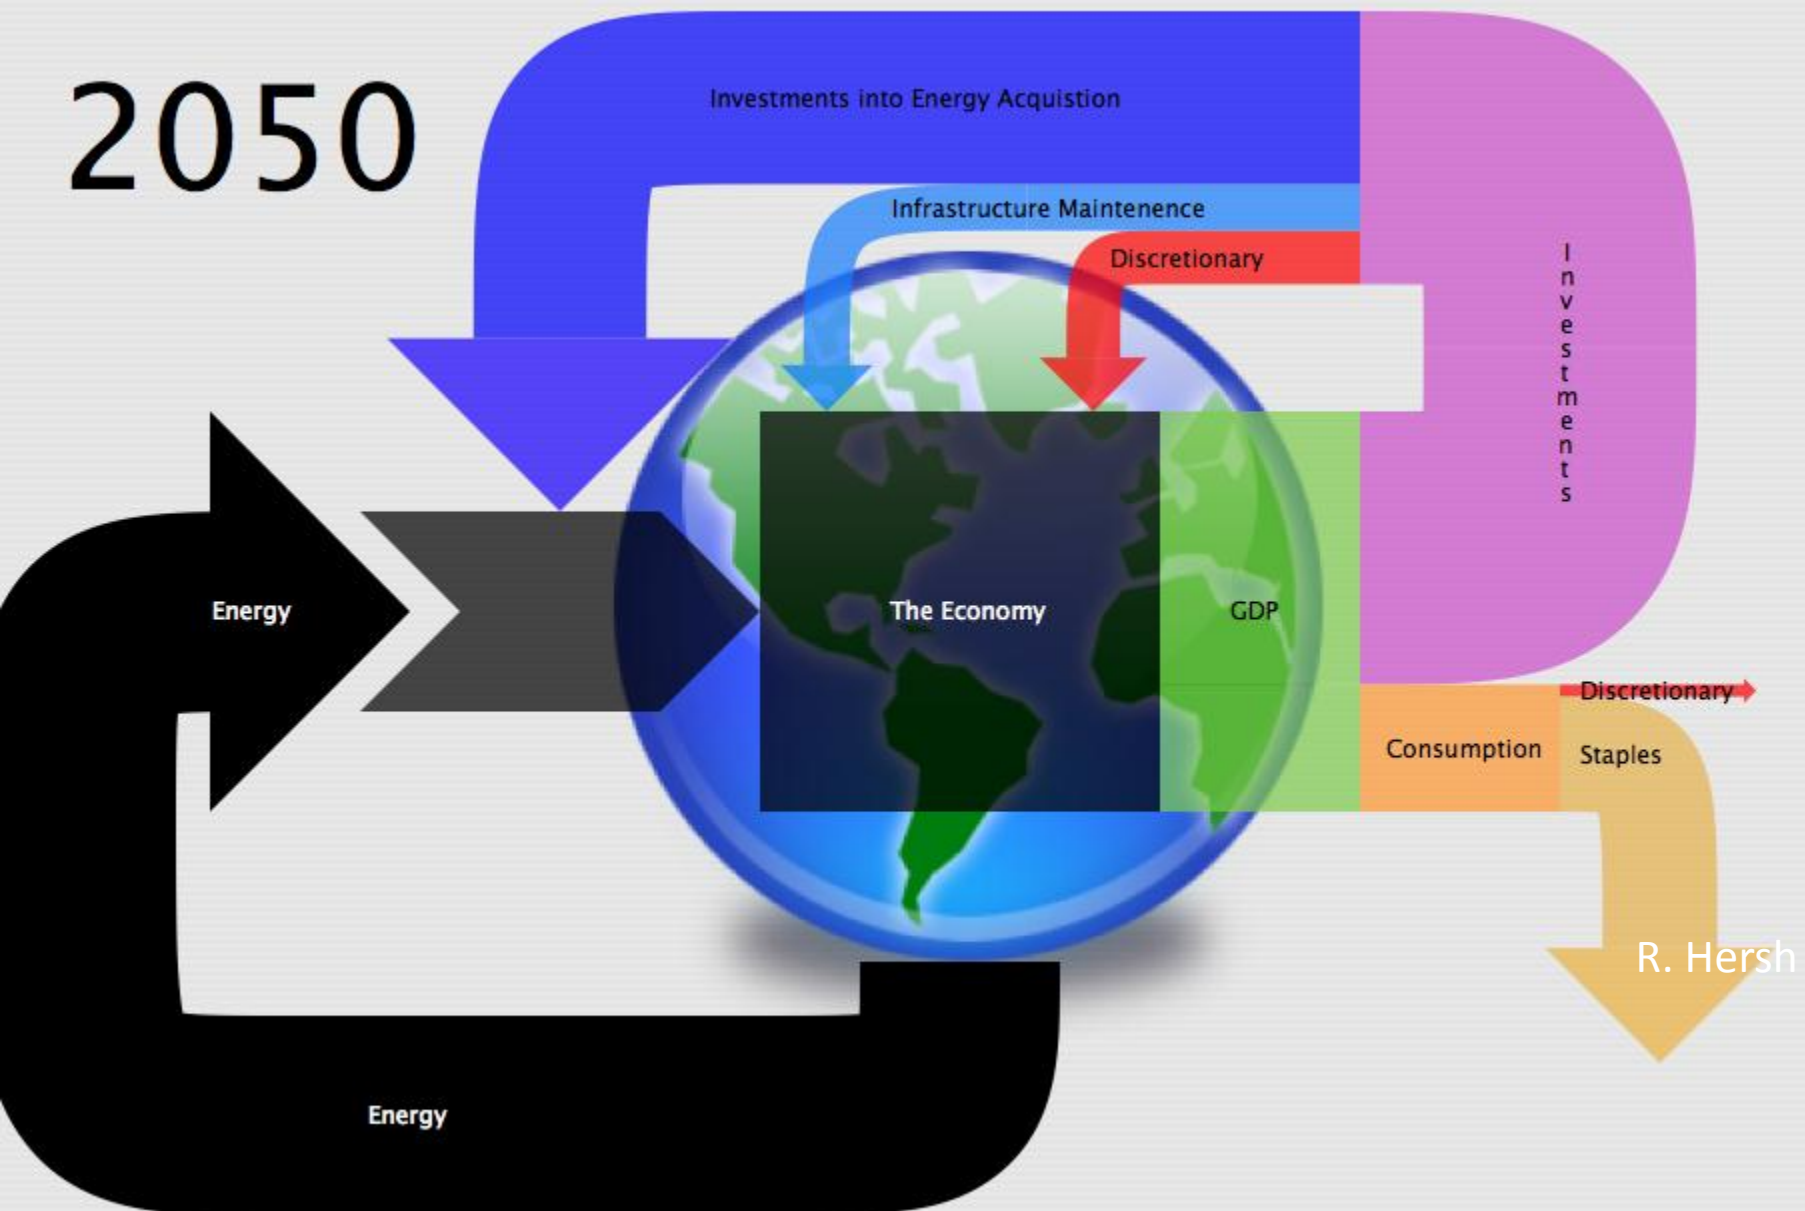 2050
Investments into Energy Acquistion
Infrastructure Maintenence
Discretionary
Investments
Energy
The Economy
GDP
Discretionary
Consumption
Staples
R. Hersh
Energy